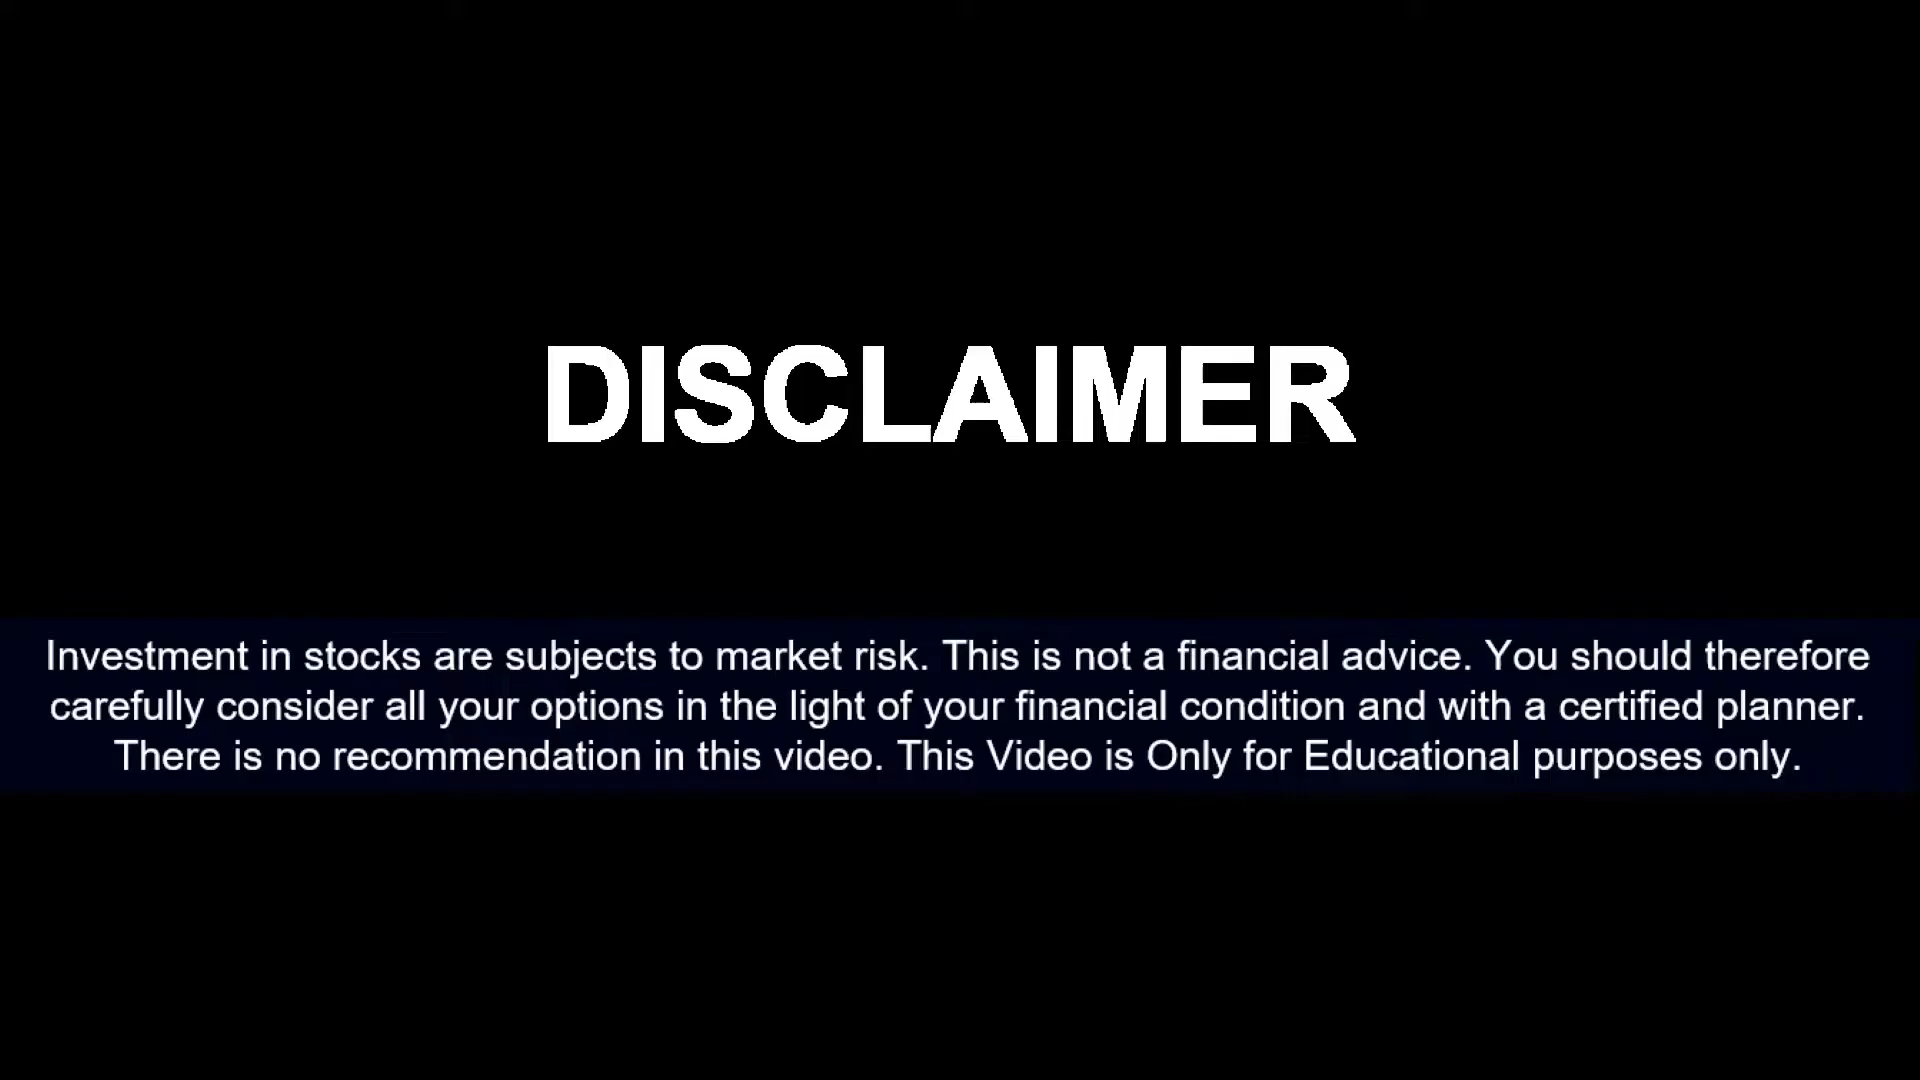 DISCLAIMER
Investment in stocks are subjects to market risk. This is not a financial advice. You should therefore
carefully consider all your options in the light of your financial condition and with a certified planner.
There is no recommendation in this video. This Video is Only for Educational purposes only.